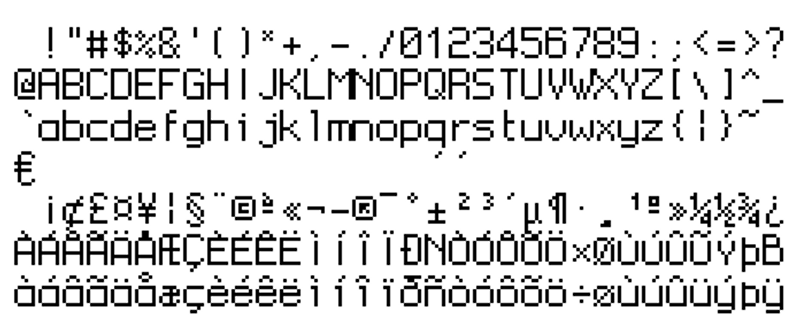 !"#$%&'()*+,-./0123456789:;<=>?
@ABCDEFGHIJKLMNOPQRSTUVWXYZ[\]^_
`abcdefghijklmnopqrstuvwxyz{|}~
€ ´ ´
¡¢£¤¥¦§¨©ª«¬-®¯°±²³´µ¶·¸¹º»¼½¾¿
ÀÁÂÃÄÅÆÇÈÉÊËÌÍÎÏÐÑÒÓÔÕÖ×ØÙÚÛÜÝÞß
àáâãäåæçèéêëìíîïðñòóôõö÷øùúûüýþÿ